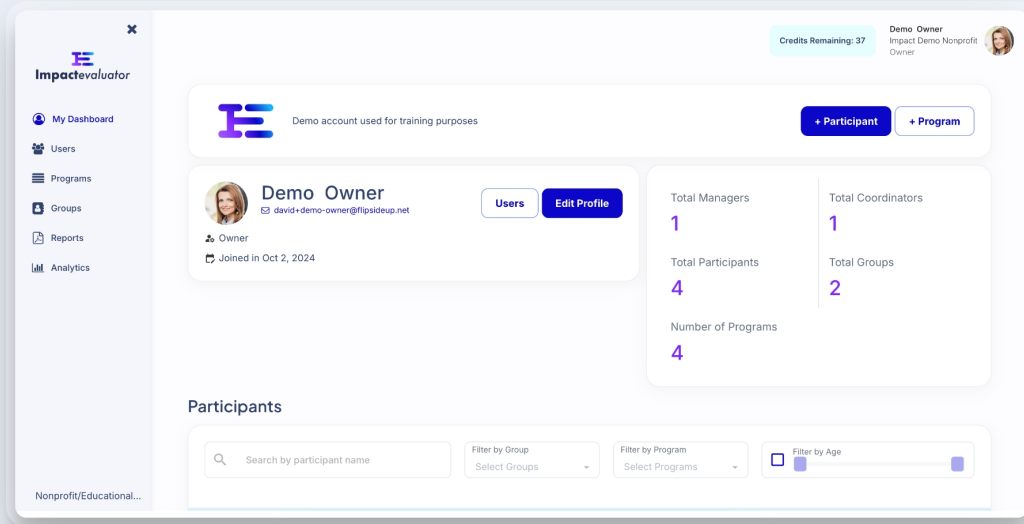 Credits Remaining: 37
Demo Owner
Impact Demo Nonprofit
Owner
Impactevaluator
My Dashboard
Users
Programs
Groups
Reports
Analytics
Nonprofit/Educational...
Demo account used for training purposes
+ Participant
+ Program
Demo Owner
david+demo-owner@flipsideup.net
Users
Edit Profile
Owner
Joined in Oct 2, 2024
Total Managers
1
Total Coordinators
1
Total Participants
4
Total Groups
2
Number of Programs
4
Participants
Search by participant name
Filter by Group
Select Groups
Filter by Program
Select Programs
Filter by Age